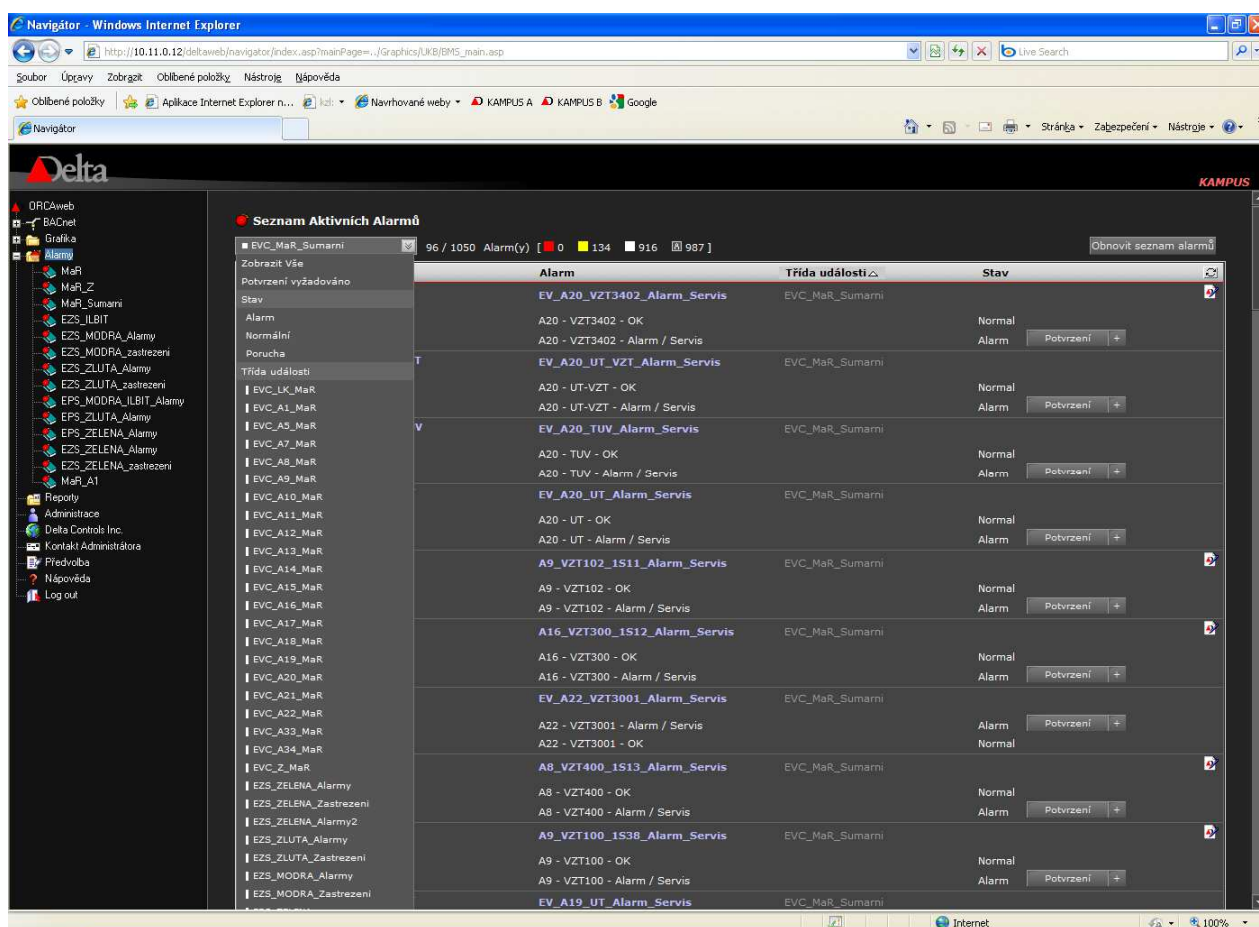 Navigátor - Windows Internet Explorer
http://10.11.0.12/deltaweb/navigator/index.asp?mainPage=../Graphics/UKB/BMS_main.asp
Live Search
Soubor Úpravy Zobrazit Oblíbené položky Nástroje Nápověda
Oblíbené položky Aplikace Internet Explorer n... kzl: Navrhované weby KAMPUS A KAMPUS B Google
Navigátor
Stránka Zabezpečení Nástroje
Delta
KAMPUS
ORCAweb
BACnet
Grafika
Alarmy
MaR
MaR_Z
MaR_Sumarni
EZS_ILBIT
EZS_MODRA_Alarmy
EZS_MODRA_zastrezeni
EZS_ZLUTA_Alarmy
EZS_ZLUTA_zastrezeni
EPS_MODRA_ILBIT_Alarmy
EPS_ZLUTA_Alarmy
EPS_ZELENA_Alarmy
EZS_ZELENA_Alarmy
EZS_ZELENA_zastrezeni
MaR_A1
Reporty
Administrace
Delta Controls Inc.
Kontakt Administrátora
Předvolba
Nápověda
Log out
Seznam Aktivních Alarmů
EVC_MaR_Sumarni
96 / 1050 Alarm(y) [ 0 134 916 A 987 ]
Obnovit seznam alarmů
Zobrazit Vše
Potvrzení vyžadováno
Stav
Alarm
Normální
Porucha
Třída události
EVC_LK_MaR
EVC_A1_MaR
EVC_A5_MaR
EVC_A7_MaR
EVC_A8_MaR
EVC_A9_MaR
EVC_A10_MaR
EVC_A11_MaR
EVC_A12_MaR
EVC_A13_MaR
EVC_A14_MaR
EVC_A15_MaR
EVC_A16_MaR
EVC_A17_MaR
EVC_A18_MaR
EVC_A19_MaR
EVC_A20_MaR
EVC_A21_MaR
EVC_A22_MaR
EVC_A33_MaR
EVC_A34_MaR
EVC_Z_MaR
EZS_ZELENA_Alarmy
EZS_ZELENA_Zastrezeni
EZS_ZELENA_Alarmy2
EZS_ZLUTA_Alarmy
EZS_ZLUTA_Zastrezeni
EZS_MODRA_Alarmy
EZS_MODRA_Zastrezeni
Alarm Třída události Stav
EV_A20_VZT3402_Alarm_Servis EVC_MaR_Sumarni
A20 - VZT3402 - OK Normal
A20 - VZT3402 - Alarm / Servis Alarm Potvrzení +
T EV_A20_UT_VZT_Alarm_Servis EVC_MaR_Sumarni
A20 - UT-VZT - OK Normal
A20 - UT-VZT - Alarm / Servis Alarm Potvrzení +
V EV_A20_TUV_Alarm_Servis EVC_MaR_Sumarni
A20 - TUV - OK Normal
A20 - TUV - Alarm / Servis Alarm Potvrzení +
EV_A20_UT_Alarm_Servis EVC_MaR_Sumarni
A20 - UT - OK Normal
A20 - UT - Alarm / Servis Alarm Potvrzení +
A9_VZT102_1S11_Alarm_Servis EVC_MaR_Sumarni
A9 - VZT102 - OK Normal
A9 - VZT102 - Alarm / Servis Alarm Potvrzení +
A16_VZT300_1S12_Alarm_Servis EVC_MaR_Sumarni
A16 - VZT300 - OK Normal
A16 - VZT300 - Alarm / Servis Alarm Potvrzení +
EV_A22_VZT3001_Alarm_Servis EVC_MaR_Sumarni
A22 - VZT3001 - Alarm / Servis Alarm Potvrzení +
A22 - VZT3001 - OK Normal
A8_VZT400_1S13_Alarm_Servis EVC_MaR_Sumarni
A8 - VZT400 - OK Normal
A8 - VZT400 - Alarm / Servis Alarm Potvrzení +
A9_VZT100_1S38_Alarm_Servis EVC_MaR_Sumarni
A9 - VZT100 - OK Normal
A9 - VZT100 - Alarm / Servis Alarm Potvrzení +
EV_A19_UT_Alarm_Servis EVC_MaR_Sumarni
Internet 100%